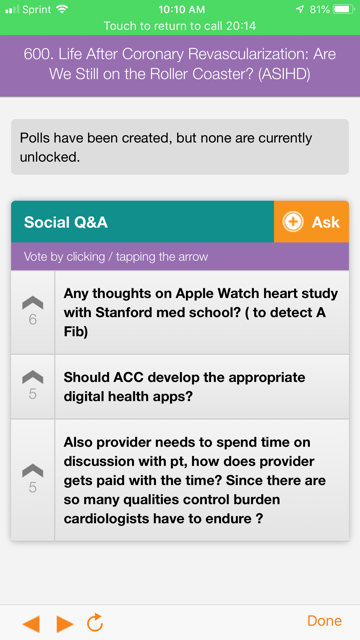 Sprint 10:10 AM 81%
Touch to return to call 20:14
600. Life After Coronary Revascularization: Are
We Still on the Roller Coaster? (ASIHD)
Polls have been created, but none are currently
unlocked.
Social Q&A
Ask
Vote by clicking / tapping the arrow
6
Any thoughts on Apple Watch heart study
with Stanford med school? ( to detect A
Fib)
5
Should ACC develop the appropriate
digital health apps?
5
Also provider needs to spend time on
discussion with pt, how does provider
gets paid with the time? Since there are
so many qualities control burden
cardiologists have to endure ?
Done